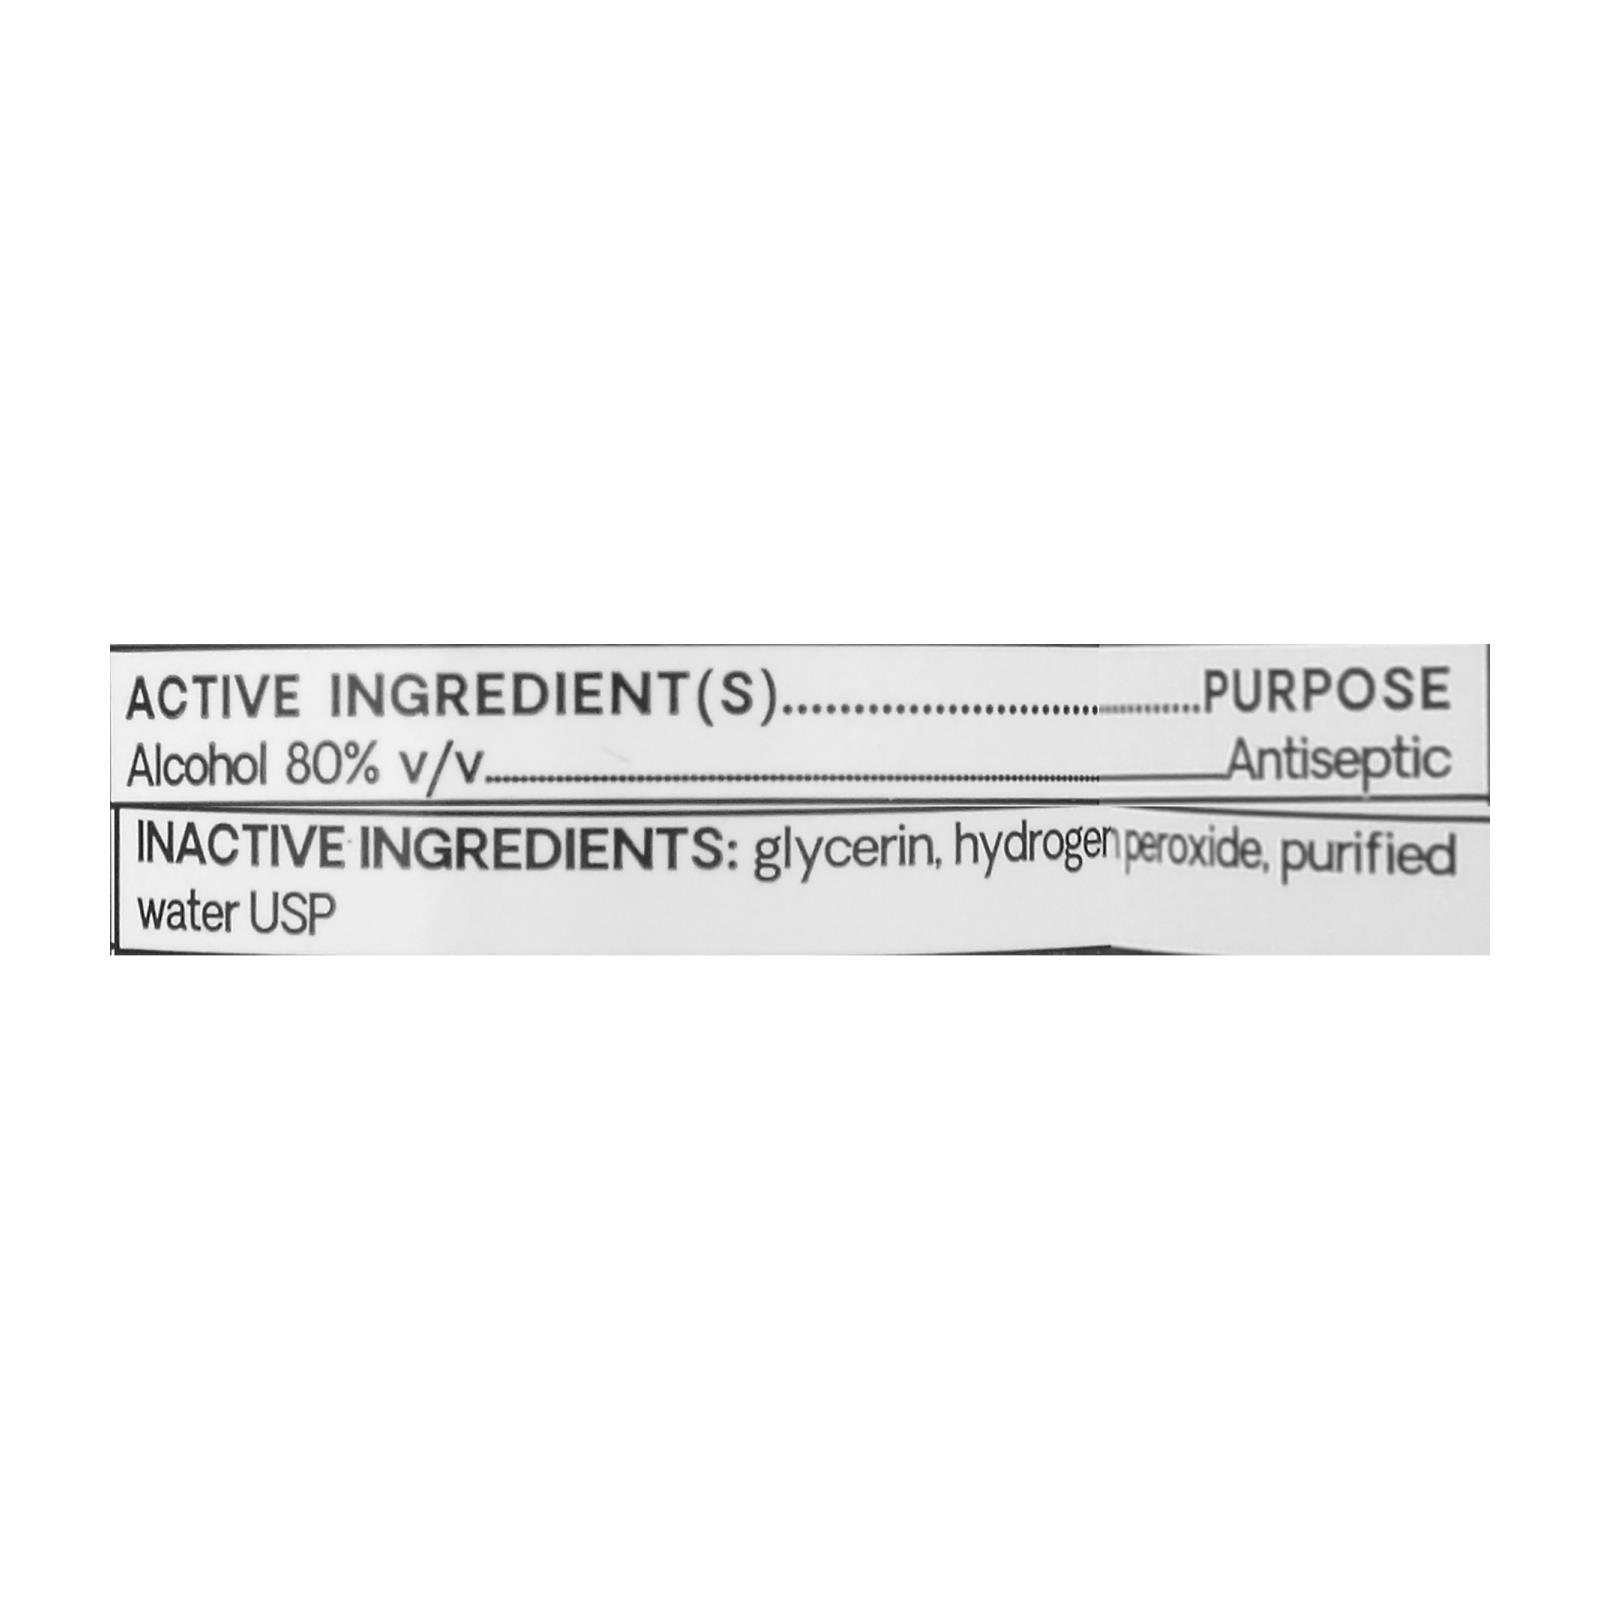 ACTIVE INGREDIENT(S)..............................PURPOSE
Alcohol 80% v/v..............................Antiseptic
INACTIVE INGREDIENTS: glycerin, hydrogen peroxide, purified
water USP